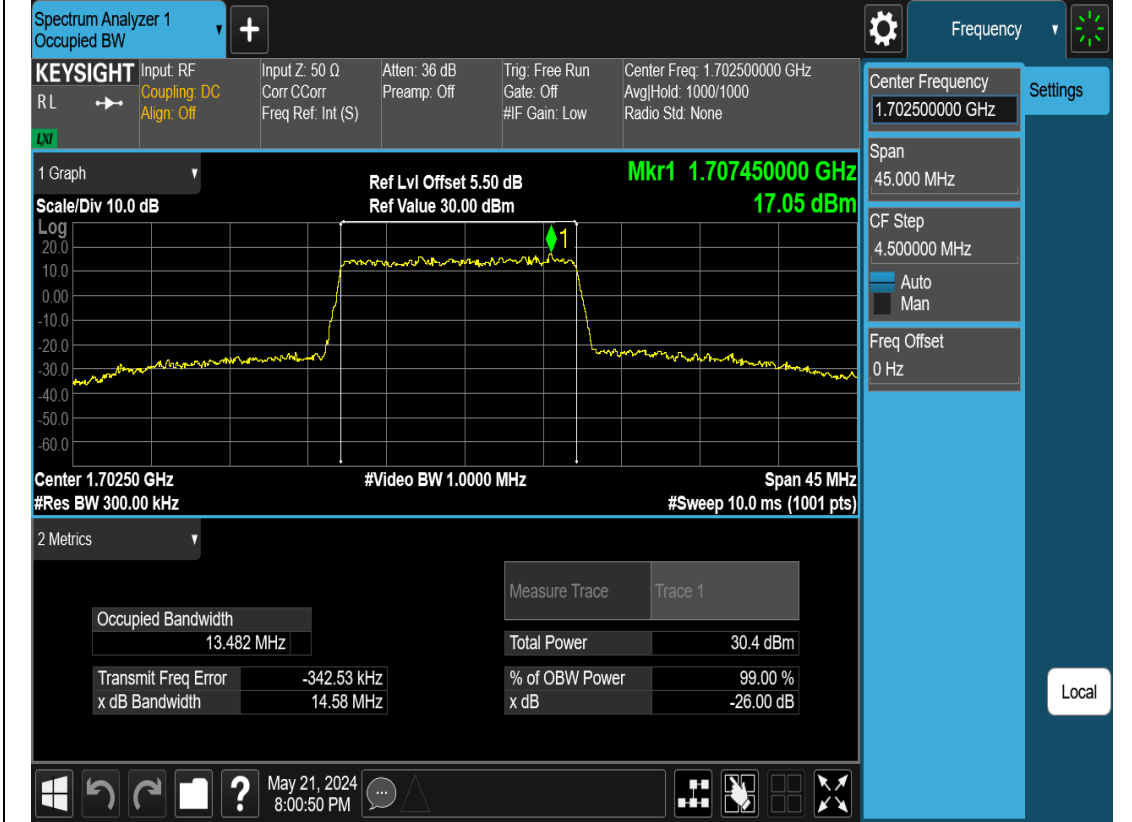 Spectrum Analyzer 1
Occupied BW
+
Frequency
KEYSIGHT
R L
LXI
Input: RF
Coupling: DC
Align: Off
Input Z: 50 Ω
Corr CCorr
Freq Ref: Int (S)
Atten: 36 dB
Preamp: Off
Trig: Free Run
Gate: Off
#IF Gain: Low
Center Freq: 1.702500000 GHz
Avg|Hold: 1000/1000
Radio Std: None
Center Frequency
1.702500000 GHz
Settings
Span
45.000 MHz
CF Step
4.500000 MHz
Auto
Man
Freq Offset
0 Hz
Local
1 Graph
Scale/Div 10.0 dB
Ref Lvl Offset 5.50 dB
Ref Value 30.00 dBm
Mkr1 1.707450000 GHz
17.05 dBm
Log
20.0
10.0
0.00
-10.0
-20.0
-30.0
-40.0
-50.0
-60.0
1
Center 1.70250 GHz
#Res BW 300.00 kHz
#Video BW 1.0000 MHz
Span 45 MHz
#Sweep 10.0 ms (1001 pts)
2 Metrics
Measure Trace Trace 1
Occupied Bandwidth
13.482 MHz
Total Power 30.4 dBm
Transmit Freq Error -342.53 kHz
% of OBW Power 99.00 %
x dB Bandwidth 14.58 MHz
x dB -26.00 dB
?
May 21, 2024
8:00:50 PM